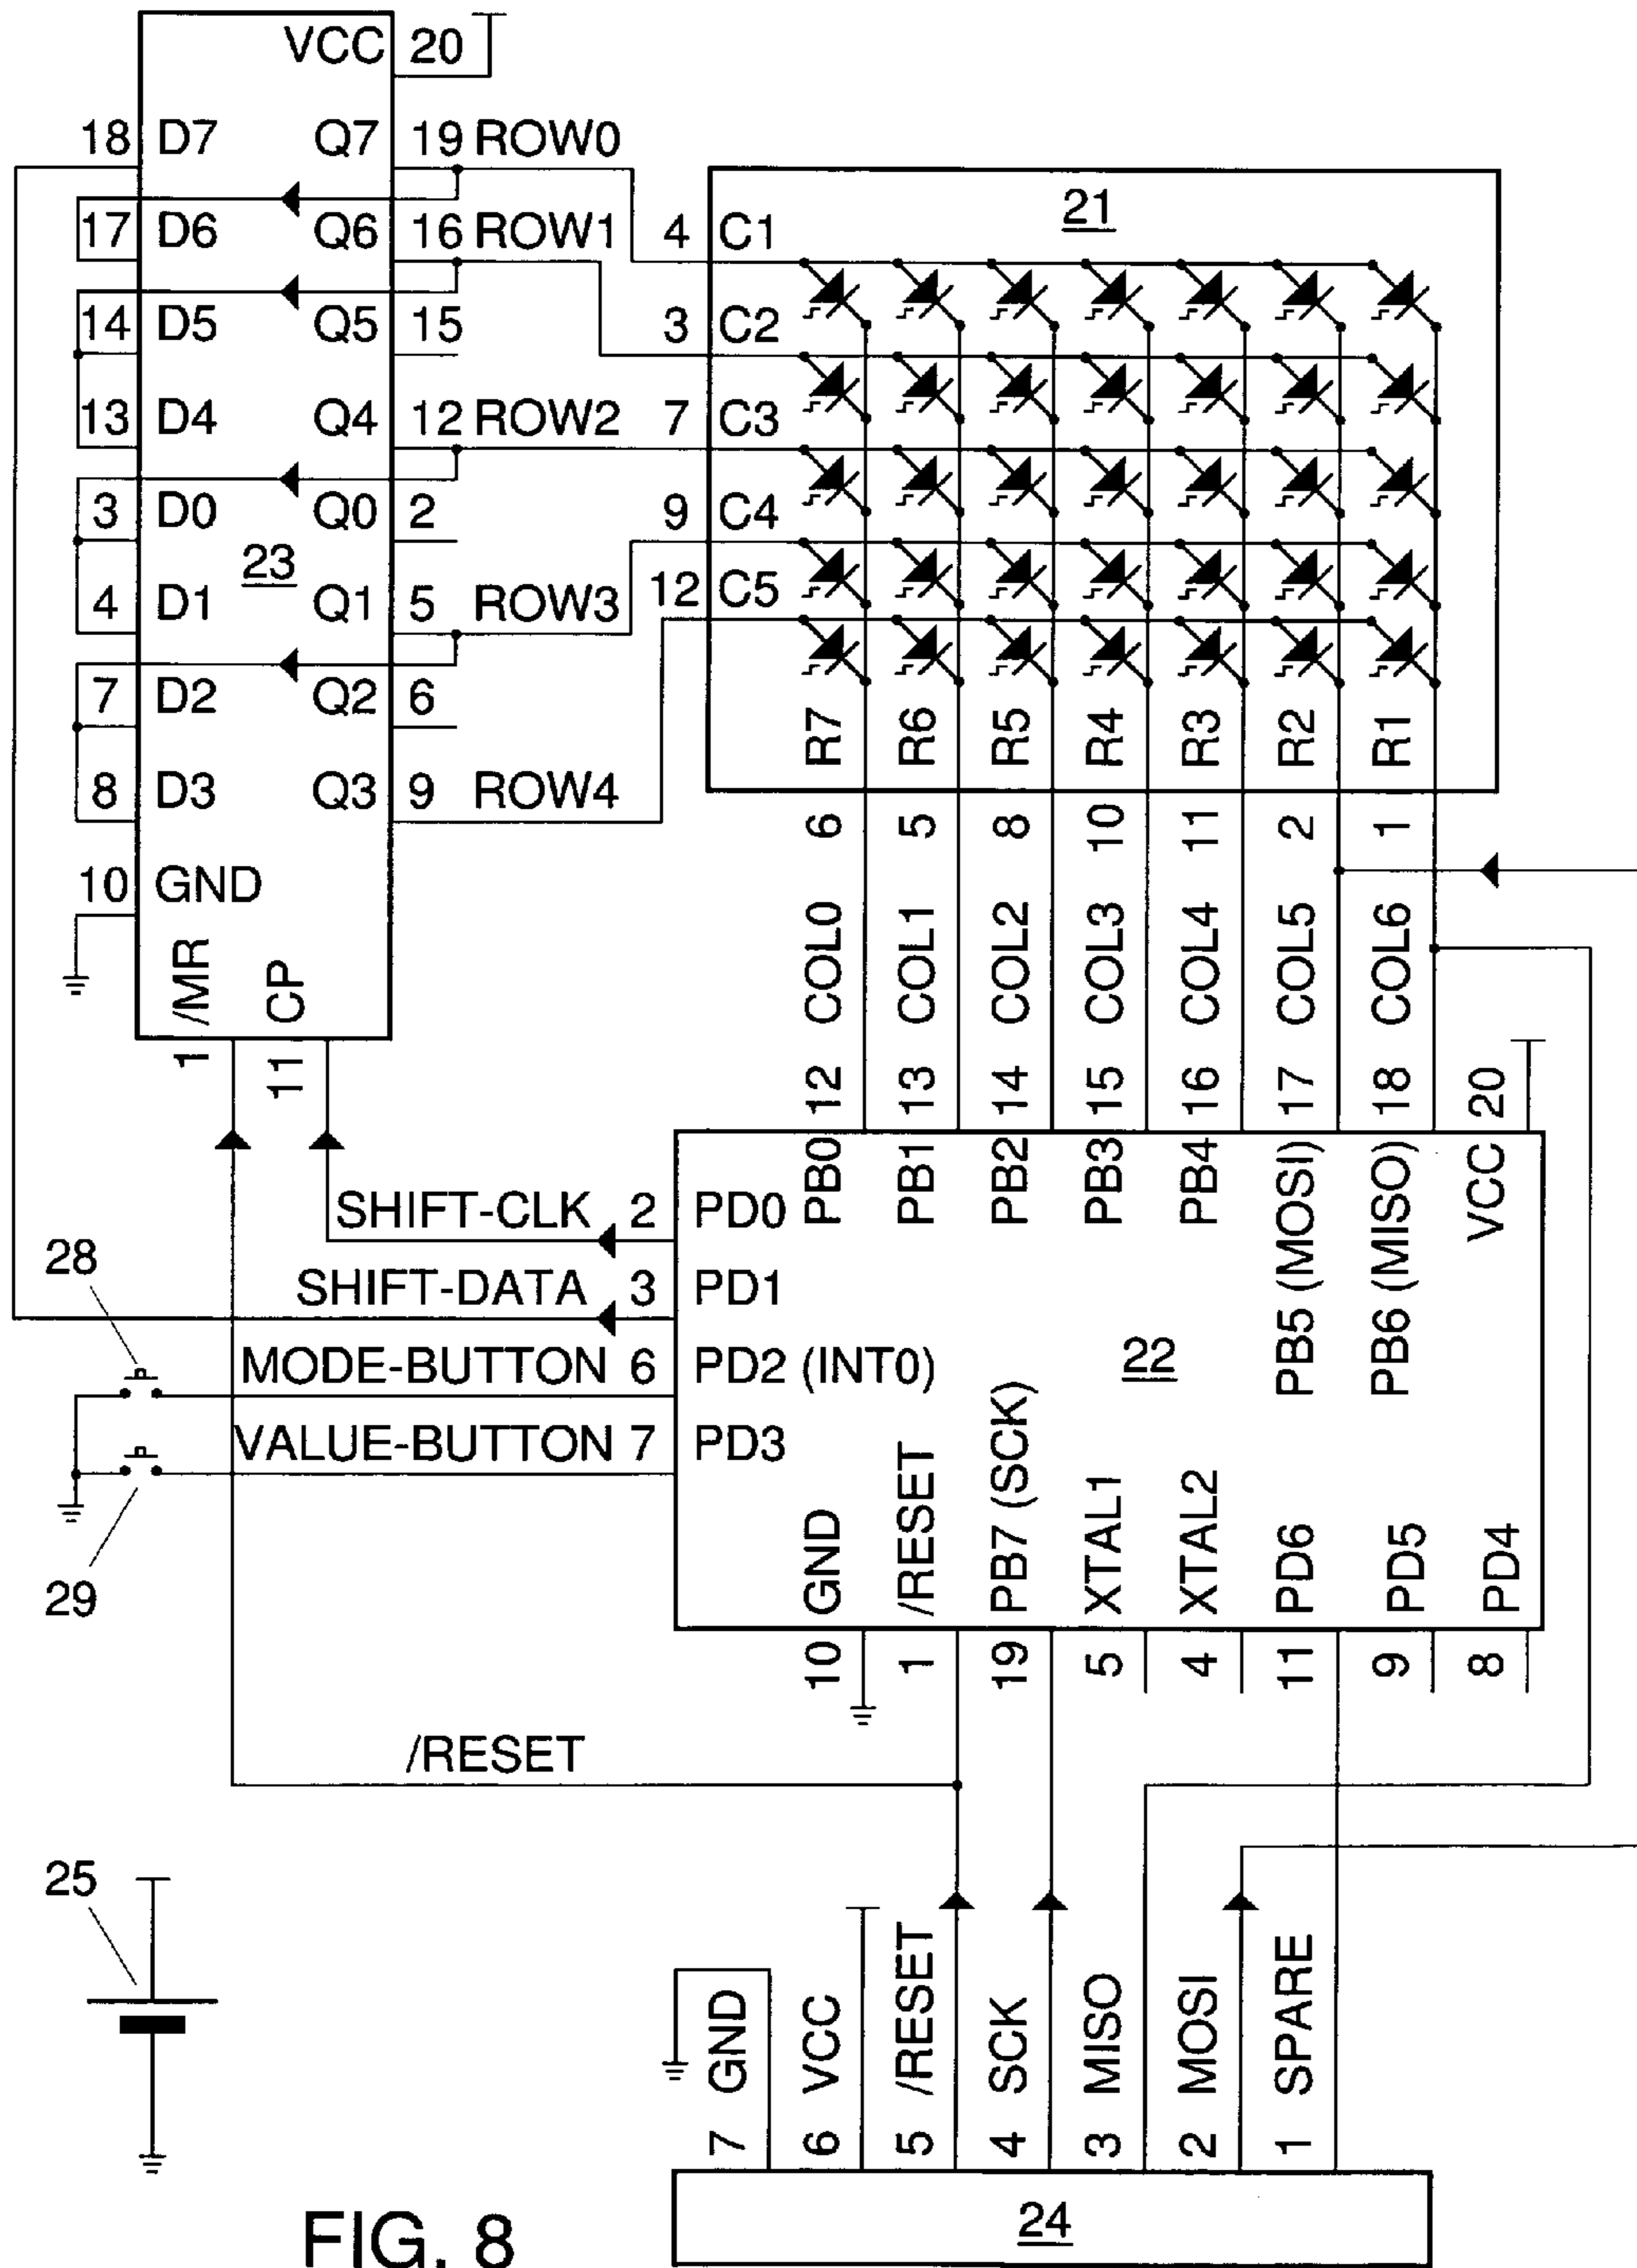 VCC 20
18 D7 Q7 19 ROW0
17 D6 Q6 16 ROW1
14 D5 Q5 15
13 D4 Q4 12 ROW2
3 D0 Q0 2
23
4 D1 Q1 5 ROW3
7 D2 Q2 6
8 D3 Q3 9 ROW4
10 GND
/MR
CP
1
11
21
4 C1
3 C2
7 C3
9 C4
12 C5
R7
R6
R5
R4
R3
R2
R1
6
5
8
10
11
2
1
COL0
COL1
COL2
COL3
COL4
COL5
COL6
12
13
14
15
16
17
18
20
PB0
PB1
PB2
PB3
PB4
PB5 (MOSI)
PB6 (MISO)
VCC
SHIFT-CLK 2 PD0
SHIFT-DATA 3 PD1
MODE-BUTTON 6 PD2 (INT0)
VALUE-BUTTON 7 PD3
28
29
22
GND
/RESET
PB7 (SCK)
XTAL1
XTAL2
PD6
PD5
PD4
10
1
19
5
4
11
9
8
/RESET
25
7 GND
6 VCC
5 /RESET
4 SCK
3 MISO
2 MOSI
1 SPARE
24
FIG. 8